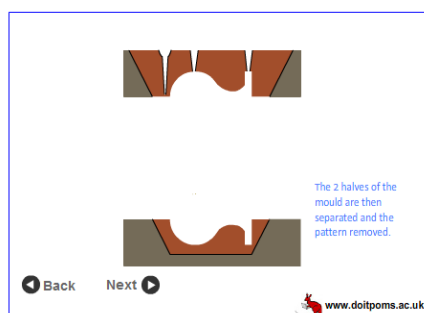 The 2 halves of the
mould are then
separated and the
pattern removed.
Back
Next
www.doitpoms.ac.uk